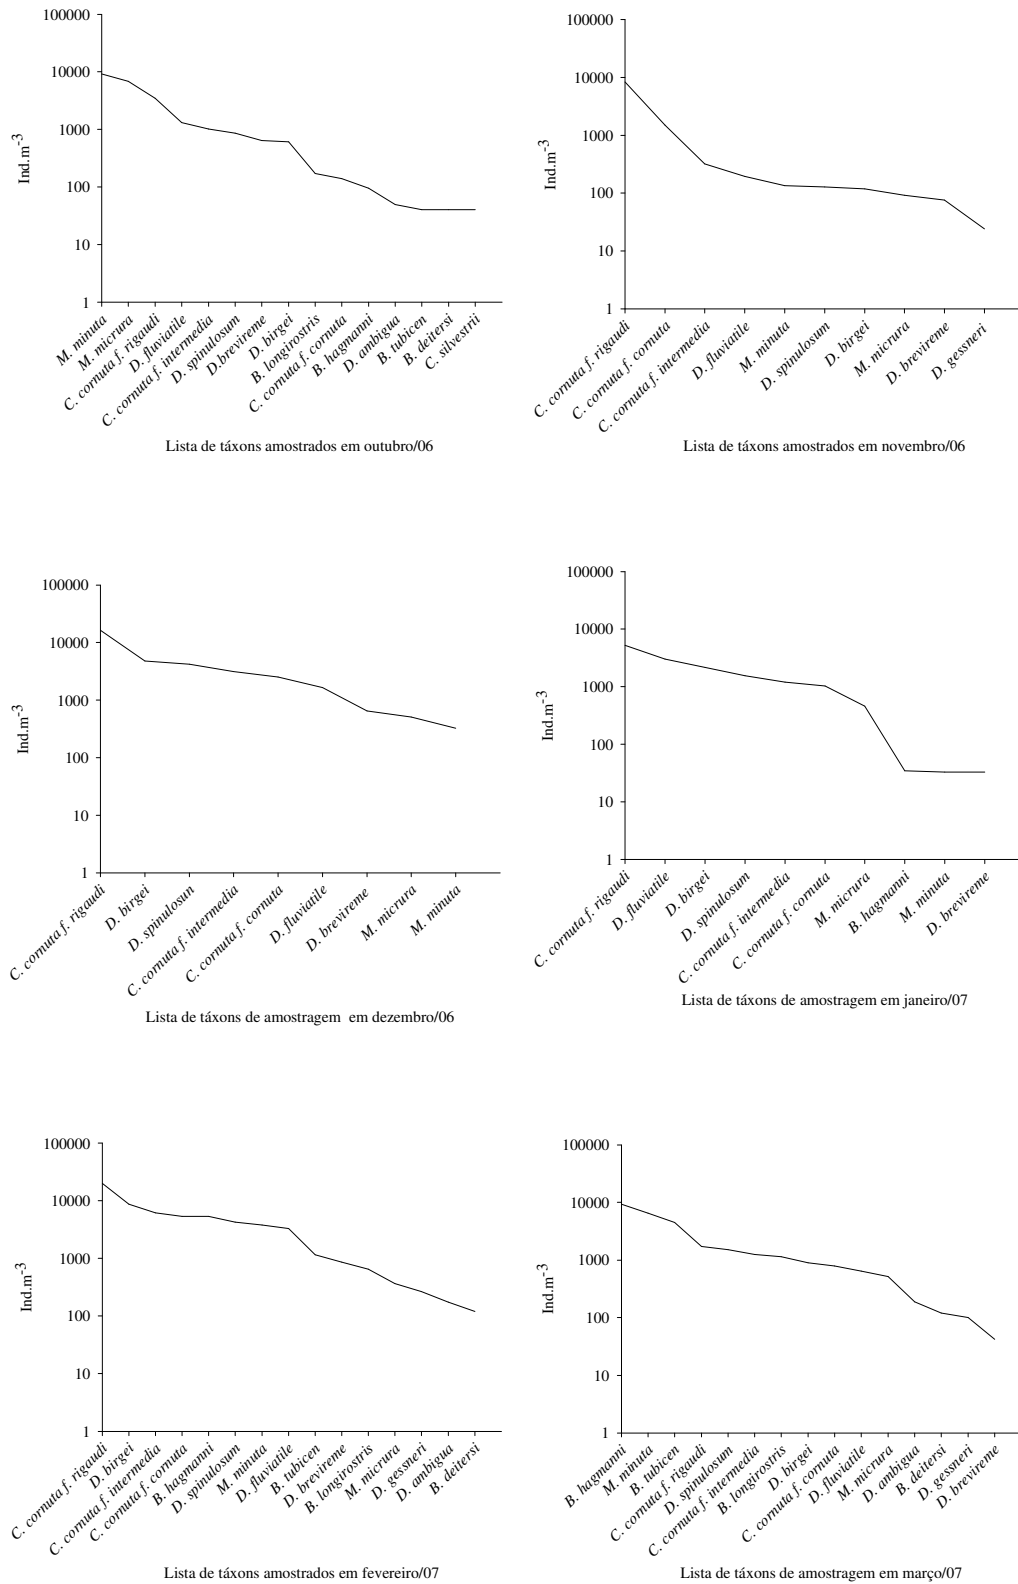 100000
10000
1000
100
10
1
Ind.m-3
M. minuta
M. micrura
C. cornuta f. rigaudi
D. fluviatile
C. cornuta f. intermedia
D. spinulosum
D.brevireme
D. birgei
B. longirostris
C. cornuta f. cornuta
B. hagmanni
D. ambigua
B. tubicen
B. deitersi
C. silvestrii
Lista de táxons amostrados em outubro/06
100000
10000
1000
100
10
1
Ind.m-3
C. cornuta f. rigaudi
C. cornuta f. cornuta
C. cornuta f. intermedia
D. fluviatile
M. minuta
D. spinulosum
D. birgei
M. micrura
D. brevireme
D. gessneri
Lista de táxons amostrados em novembro/06
100000
10000
1000
100
10
1
Ind.m-3
C. cornuta f. rigaudi
D. birgei
D. spinulosun
C. cornuta f. intermedia
C. cornuta f. cornuta
D. fluviatile
D. brevireme
M. micrura
M. minuta
Lista de táxons de amostragem em dezembro/06
100000
10000
1000
100
10
1
Ind.m-3
C. cornuta f. rigaudi
D. fluviatile
D. birgei
D. spinulosum
C. cornuta f. intermedia
C. cornuta f. cornuta
M. micrura
B. hagmanni
M. minuta
D. brevireme
Lista de táxons de amostragem em janeiro/07
100000
10000
1000
100
10
1
Ind.m-3
C. cornuta f. rigaudi
D. birgei
C. cornuta f. intermedia
C. cornuta f. cornuta
B. hagmanni
D. spinulosum
M. minuta
D. fluviatile
B. tubicen
D. brevireme
B. longirostris
M. micrura
D. gessneri
D. ambigua
B. deitersi
Lista de táxons amostrados em fevereiro/07
100000
10000
1000
100
10
1
Ind.m-3
B. hagmanni
M. minuta
B. tubicen
C. cornuta f. rigaudi
D. spinulosum
C. cornuta f. intermedia
B. longirostris
D. birgei
C. cornuta f. cornuta
D. fluviatile
M. micrura
D. ambigua
B. deitersi
D. gessneri
D. brevireme
Lista de táxons de amostragem em março/07